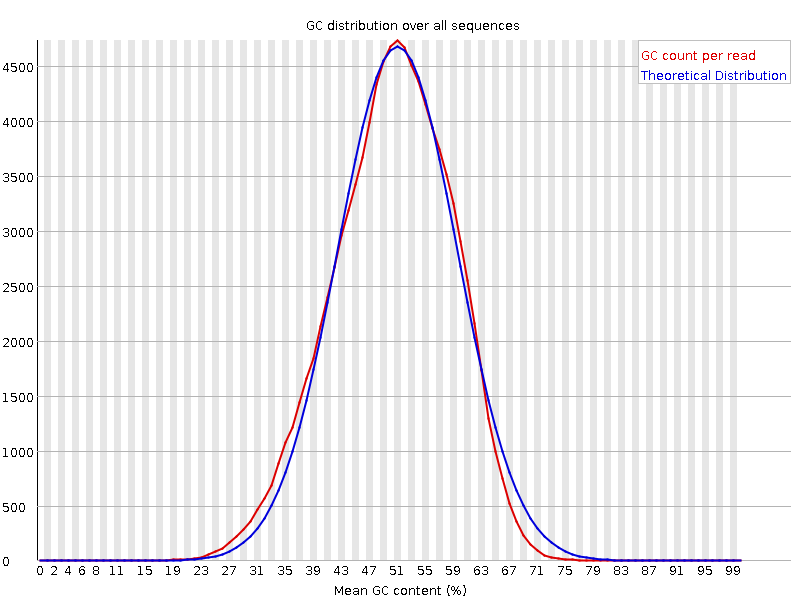 GC distribution over all sequences
GC count per read
Theoretical Distribution
4500
4000
3500
3000
2500
2000
1500
1000
500
0
0 2 4 6 8 11 15 19 23 27 31 35 39 43 47 51 55 59 63 67 71 75 79 83 87 91 95 99
Mean GC content (%)